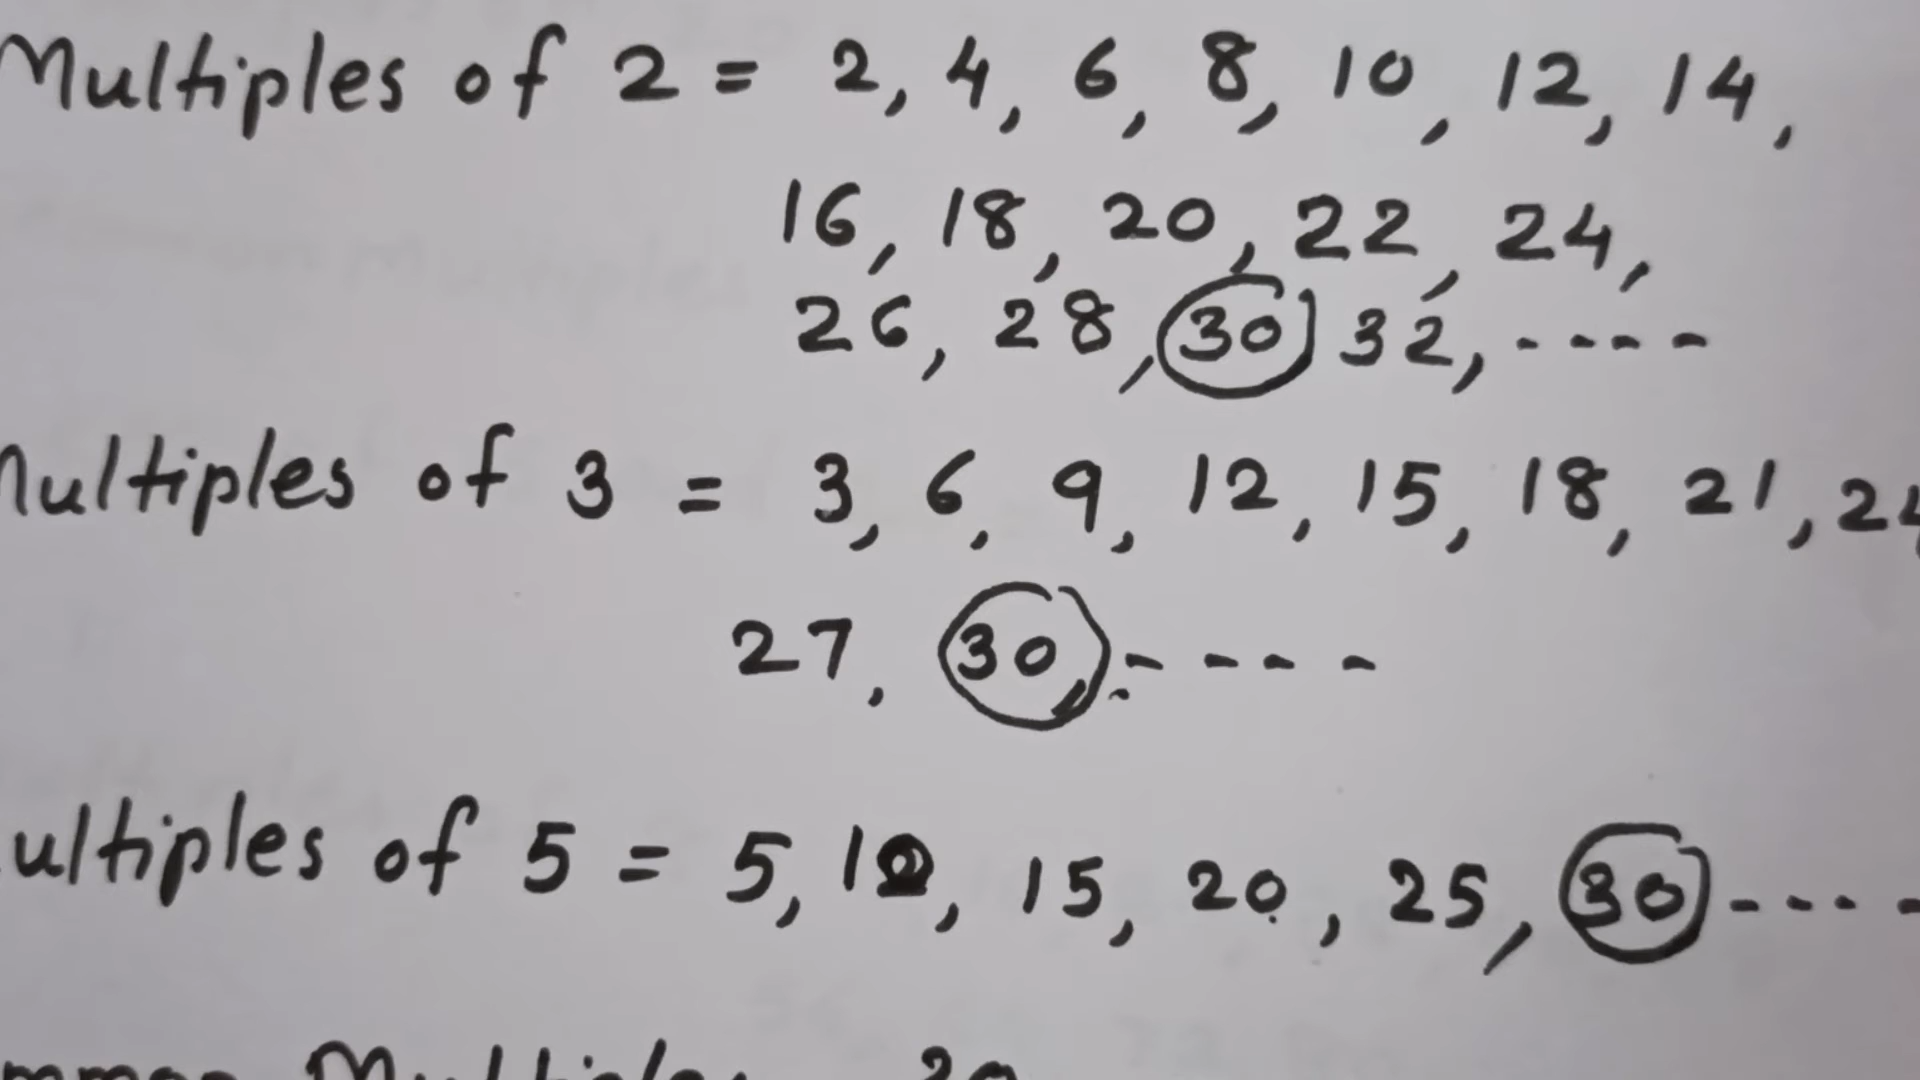 Multiples of 2 = 2, 4, 6, 8, 10, 12, 14,
16, 18, 20, 22, 24,
26, 28, 30 32, ----
Multiples of 3 = 3, 6, 9, 12, 15, 18, 21, 24
27, 30, ----
ultiples of 5 = 5, 10, 15, 20, 25, 30 ----